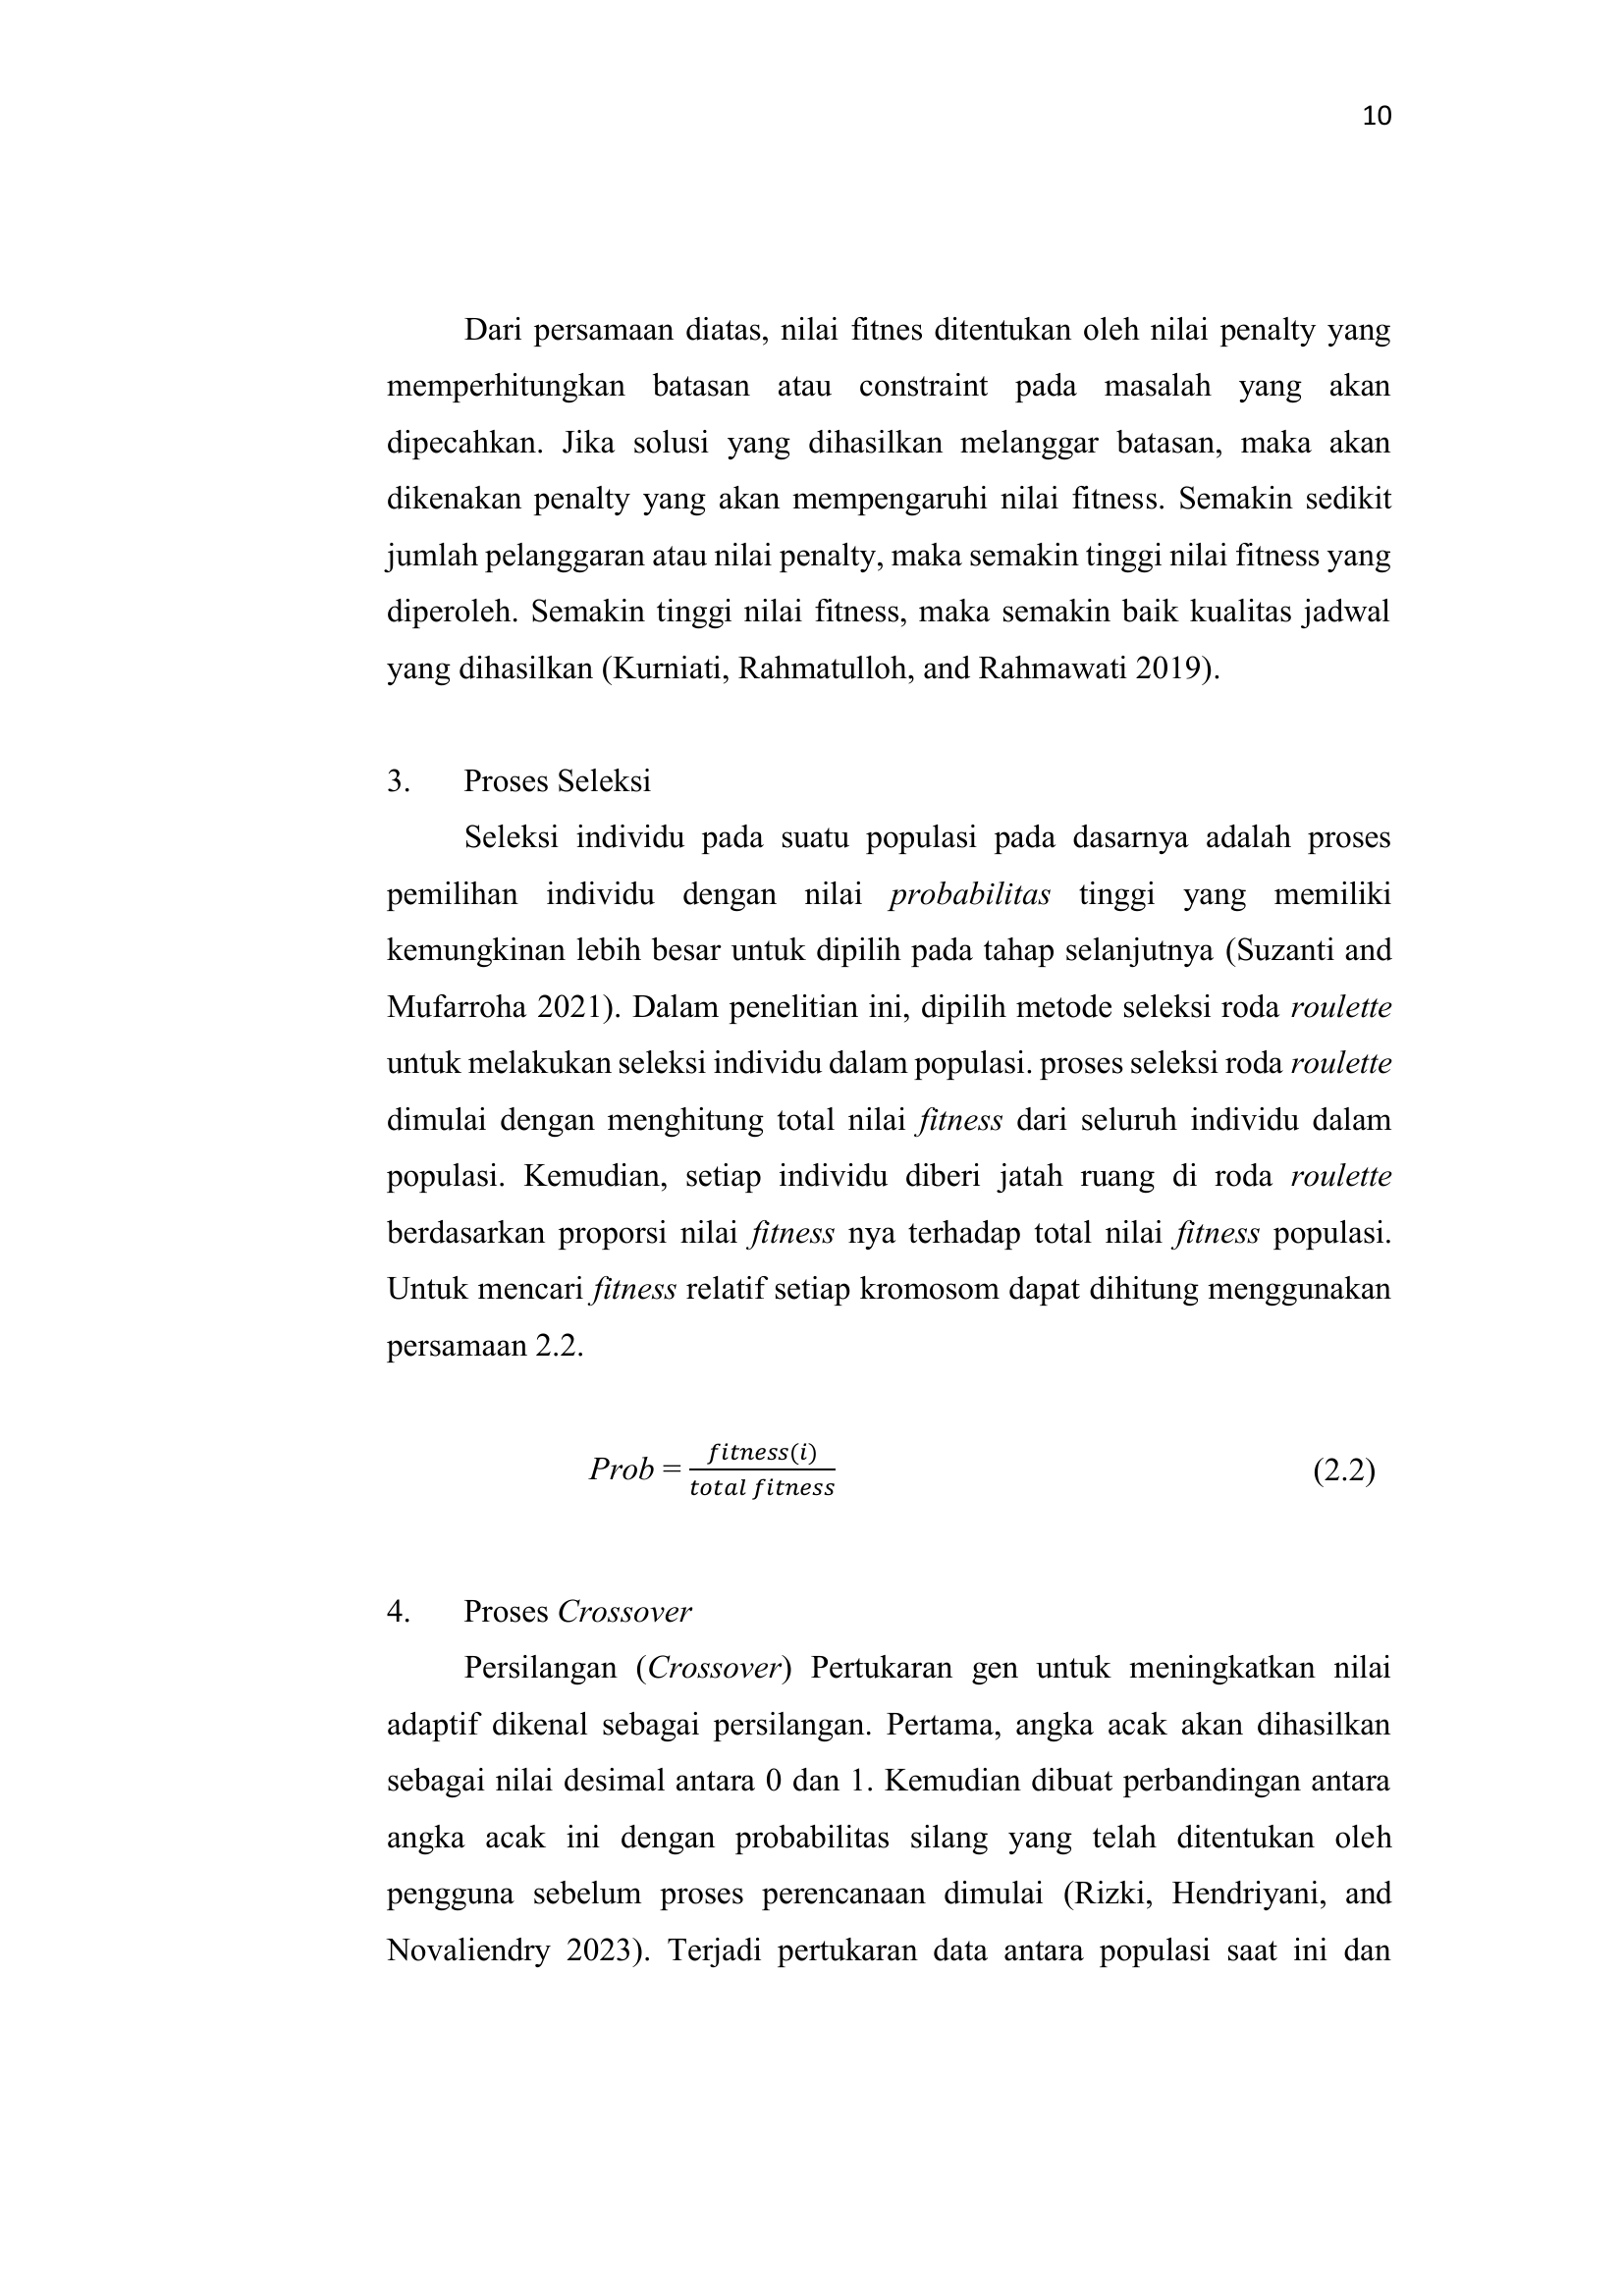 10
Dari persamaan diatas, nilai fitnes ditentukan oleh nilai penalty yang
memperhitungkan batasan atau constraint pada masalah yang akan
dipecahkan. Jika solusi yang dihasilkan melanggar batasan, maka akan
dikenakan penalty yang akan mempengaruhi nilai fitness. Semakin sedikit
jumlah pelanggaran atau nilai penalty, maka semakin tinggi nilai fitness yang
diperoleh. Semakin tinggi nilai fitness, maka semakin baik kualitas jadwal
yang dihasilkan (Kurniati, Rahmatulloh, and Rahmawati 2019).
3. Proses Seleksi
Seleksi individu pada suatu populasi pada dasarnya adalah proses
pemilihan individu dengan nilai probabilitas tinggi yang memiliki
kemungkinan lebih besar untuk dipilih pada tahap selanjutnya (Suzanti and
Mufarroha 2021). Dalam penelitian ini, dipilih metode seleksi roda roulette
untuk melakukan seleksi individu dalam populasi. proses seleksi roda roulette
dimulai dengan menghitung total nilai fitness dari seluruh individu dalam
populasi. Kemudian, setiap individu diberi jatah ruang di roda roulette
berdasarkan proporsi nilai fitness nya terhadap total nilai fitness populasi.
Untuk mencari fitness relatif setiap kromosom dapat dihitung menggunakan
persamaan 2.2.
Prob = fitness(i) / total fitness (2.2)
4. Proses Crossover
Persilangan (Crossover) Pertukaran gen untuk meningkatkan nilai
adaptif dikenal sebagai persilangan. Pertama, angka acak akan dihasilkan
sebagai nilai desimal antara 0 dan 1. Kemudian dibuat perbandingan antara
angka acak ini dengan probabilitas silang yang telah ditentukan oleh
pengguna sebelum proses perencanaan dimulai (Rizki, Hendriyani, and
Novaliendry 2023). Terjadi pertukaran data antara populasi saat ini dan